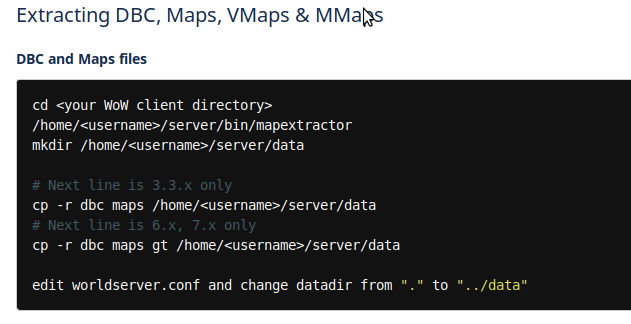 Extracting DBC, Maps, VMaps & MMaps
DBC and Maps files
cd <your WoW client directory>
/home/<username>/server/bin/mapextractor
mkdir /home/<username>/server/data
# Next line is 3.3.x only
cp -r dbc maps /home/<username>/server/data
# Next line is 6.x, 7.x only
cp -r dbc maps gt /home/<username>/server/data
edit worldserver.conf and change datadir from "." to "../data"